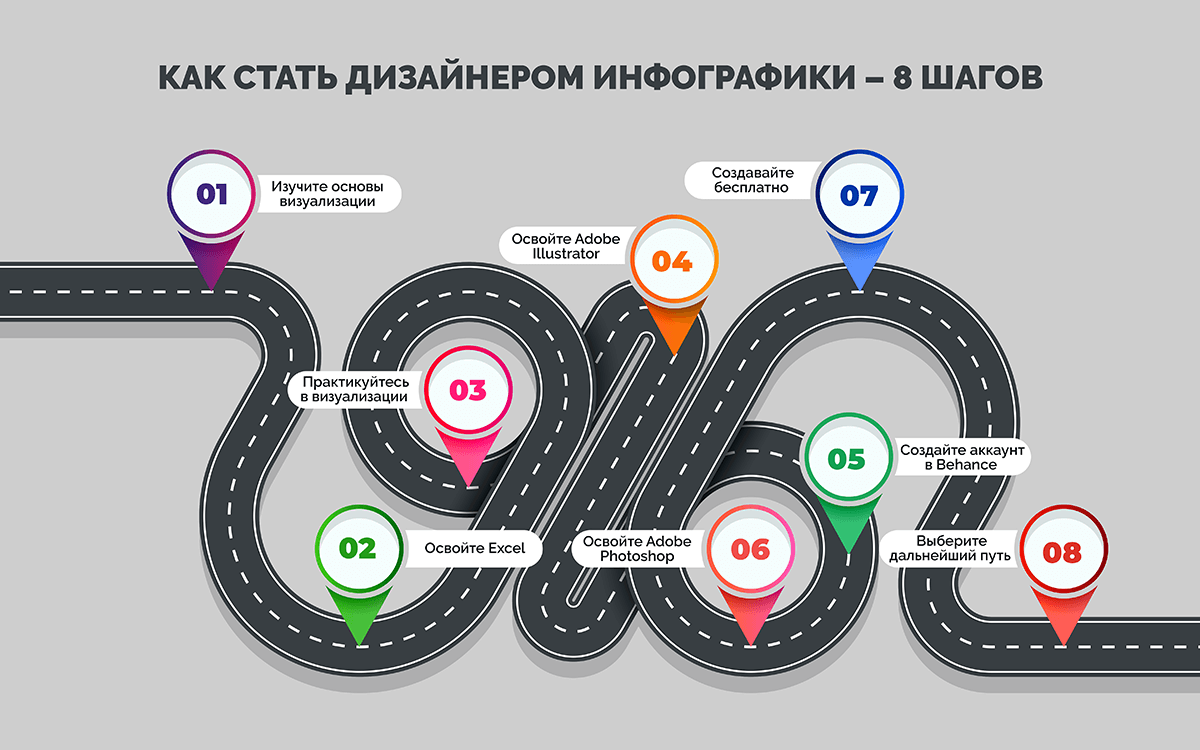 КАК СТАТЬ ДИЗАЙНЕРОМ ИНФОГРАФИКИ – 8 ШАГОВ
01
Изучите основы
визуализации
02
Освойте Excel
03
Практикуйтесь
в визуализации
04
Освойте Adobe
Illustrator
05
Создайте аккаунт
в Behance
06
Освойте Adobe
Photoshop
07
Создавайте
бесплатно
08
Выберите
дальнейший путь